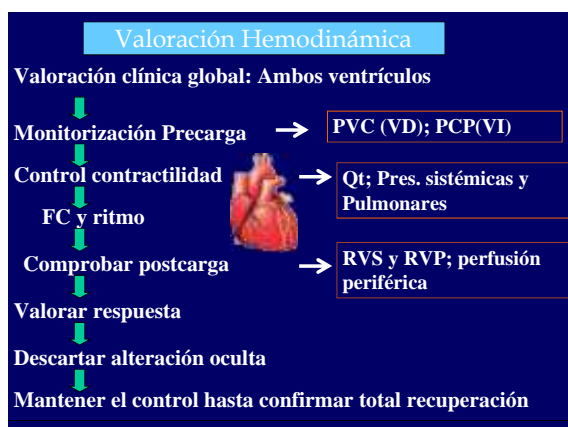 Valoración Hemodinámica
Valoración clínica global: Ambos ventrículos
Monitorización Precarga
PVC (VD); PCP(VI)
Control contractilidad
Qt; Pres. sistémicas y
Pulmonares
FC y ritmo
Comprobar postcarga
RVS y RVP; perfusión
periférica
Valorar respuesta
Descartar alteración oculta
Mantener el control hasta confirmar total recuperación